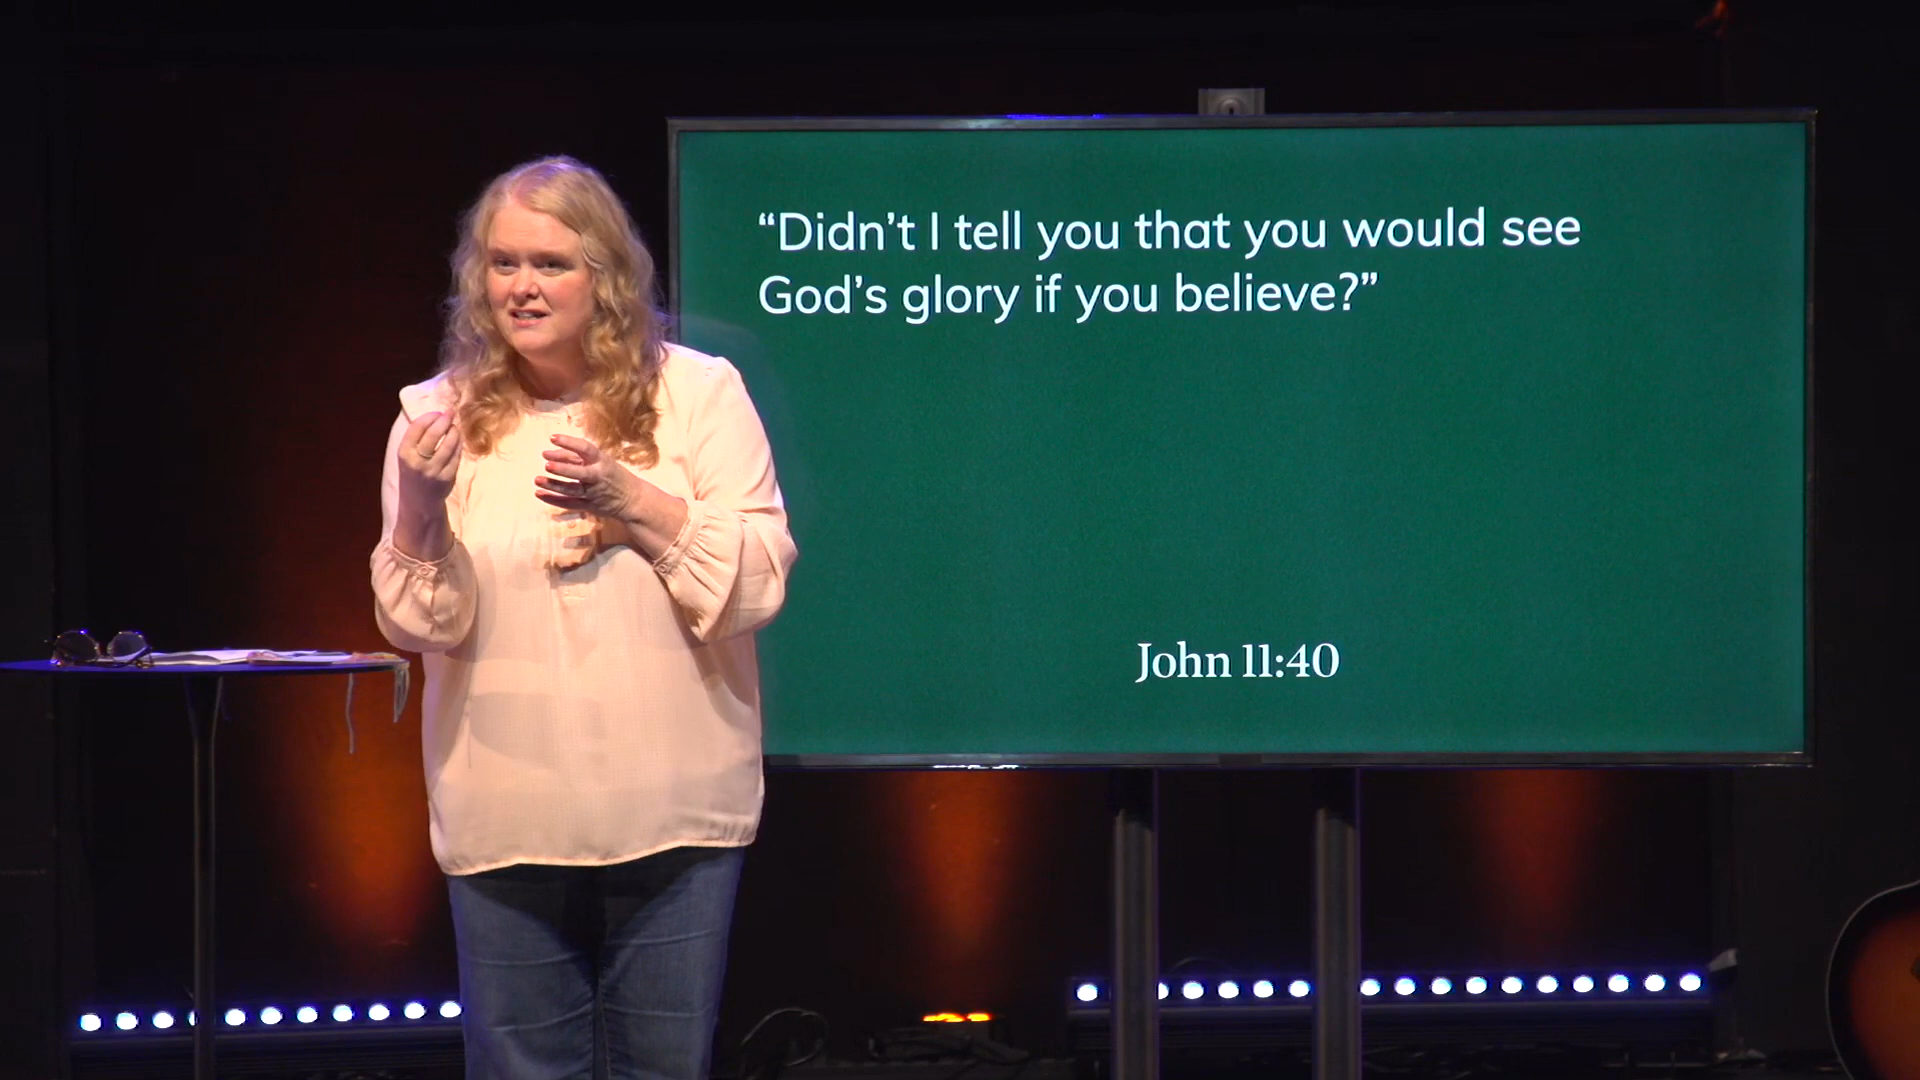 “Didn’t I tell you that you would see
God’s glory if you believe?”
John 11:40